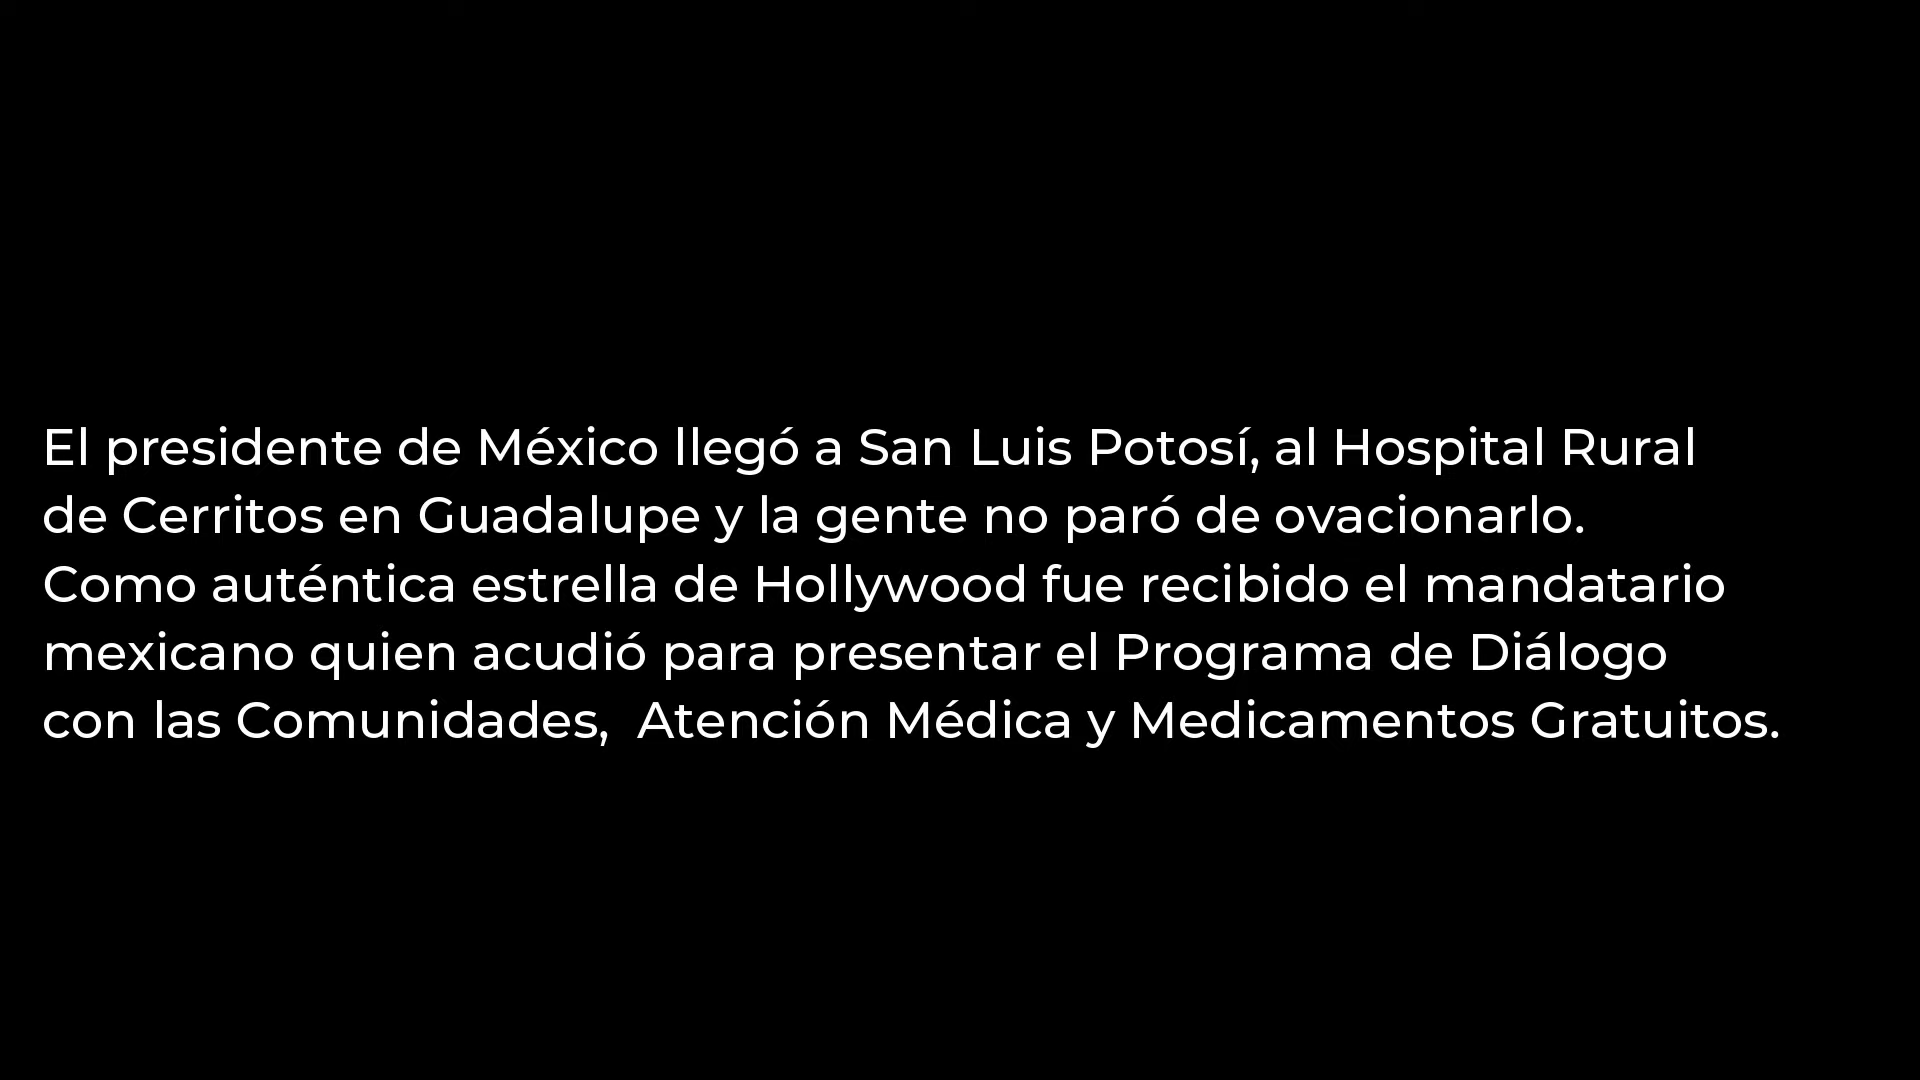 El presidente de México llegó a San Luis Potosí, al Hospital Rural
de Cerritos en Guadalupe y la gente no paró de ovacionarlo.
Como auténtica estrella de Hollywood fue recibido el mandatario
mexicano quien acudió para presentar el Programa de Diálogo
con las Comunidades,  Atención Médica y Medicamentos Gratuitos.